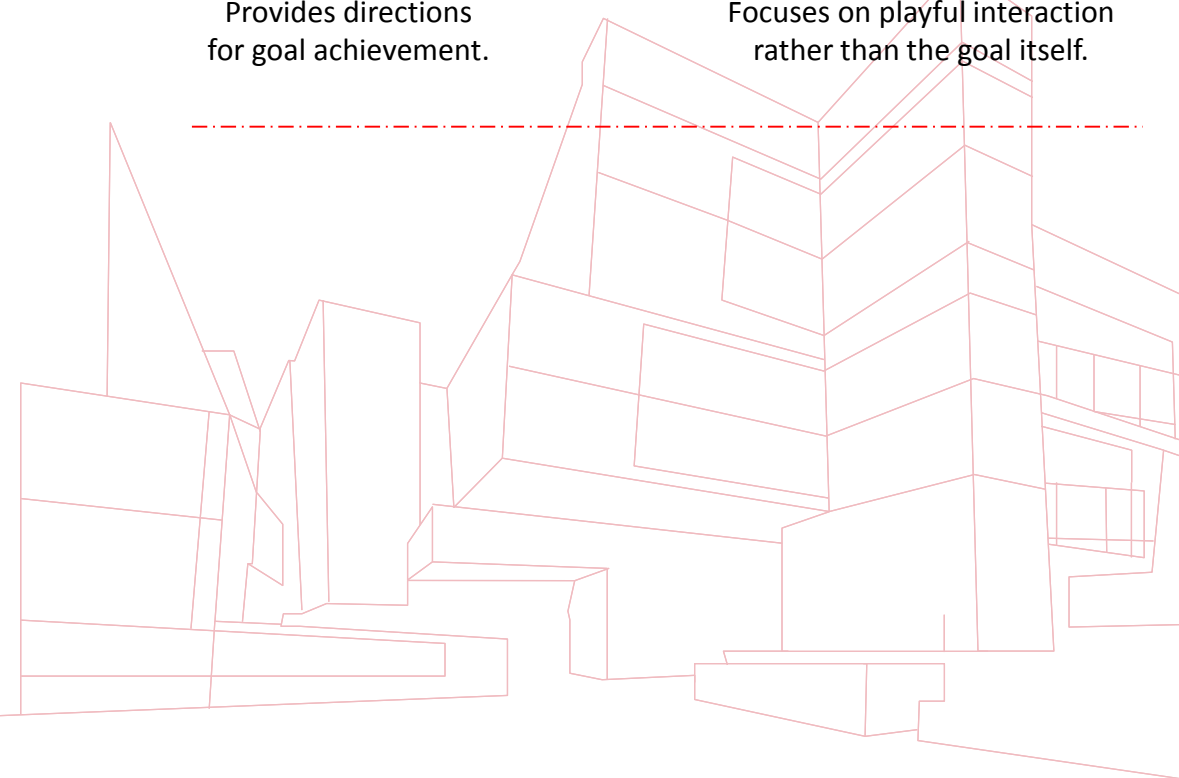 Provides directions
for goal achievement.
Focuses on playful interaction
rather than the goal itself.